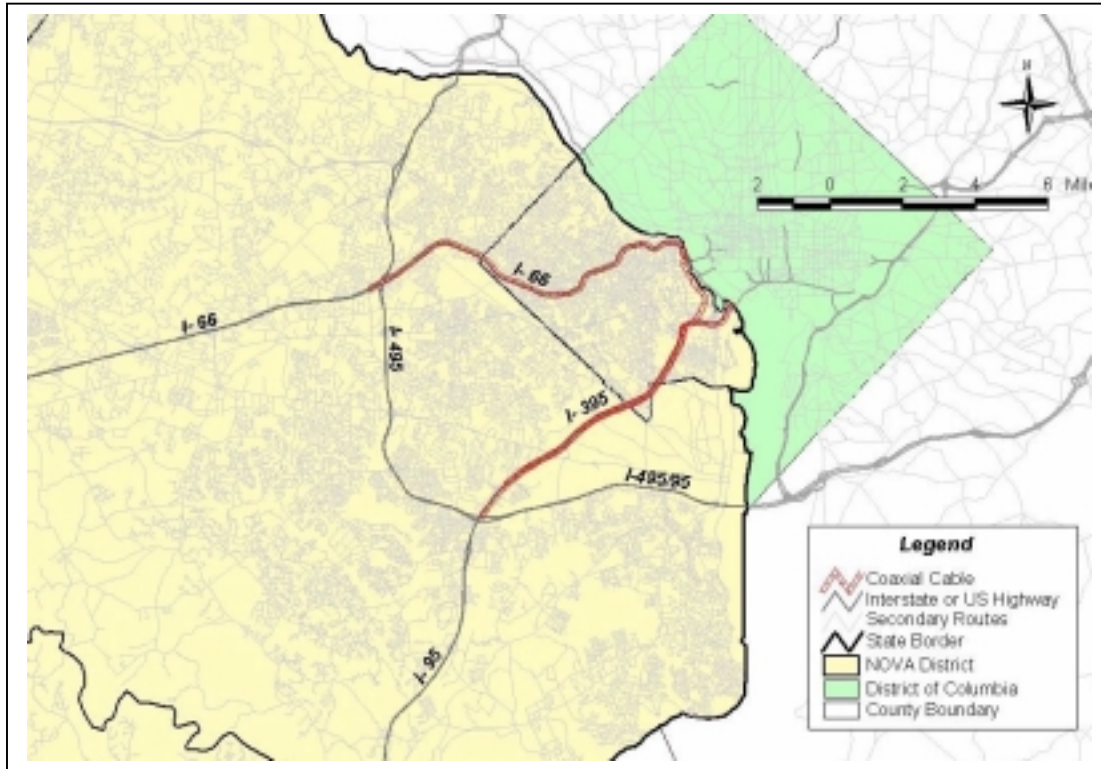 N
2 0 2 4 6 Mile
I- 66
I- 66
I- 495
I- 395
I-495/95
I- 95
Legend
Coaxial Cable
Interstate or US Highway
Secondary Routes
State Border
NOVA District
District of Columbia
County Boundary